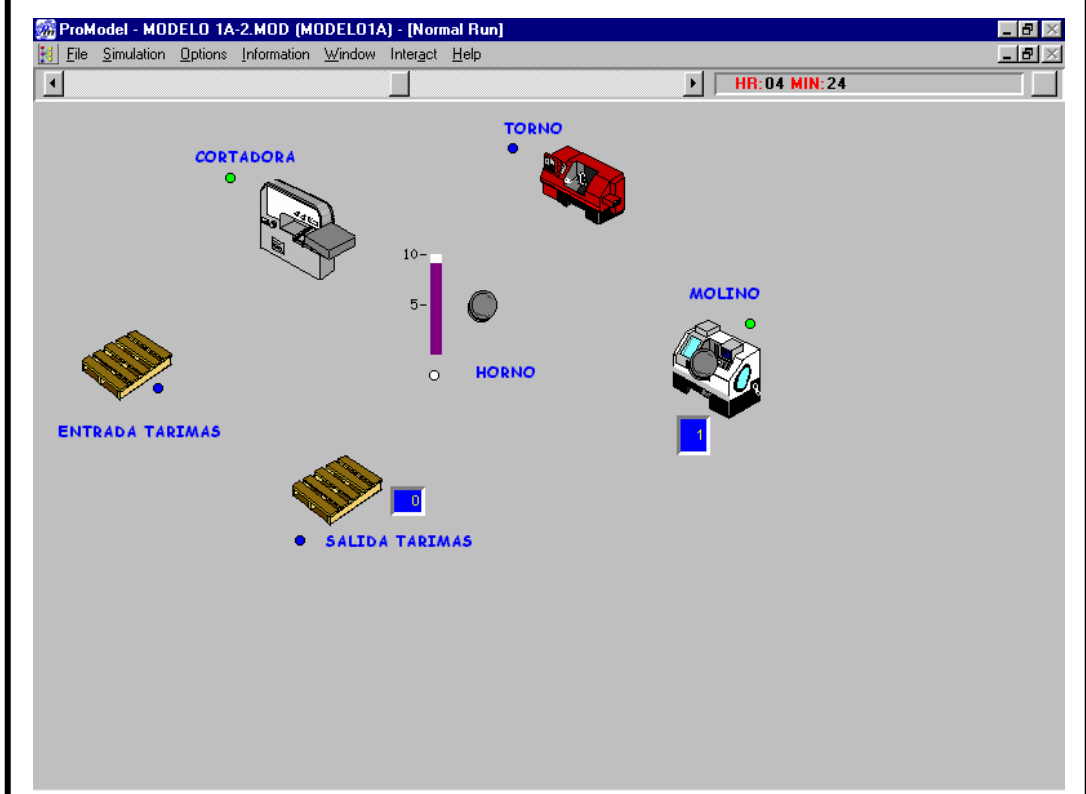 ProModel - MODELO 1A-2.MOD (MODELO1A) - [Normal Run]
File Simulation Options Information Window Interact Help
HR:04 MIN:24
TORNO
CORTADORA
10-
5-
MOLINO
HORNO
1
ENTRADA TARIMAS
0
SALIDA TARIMAS